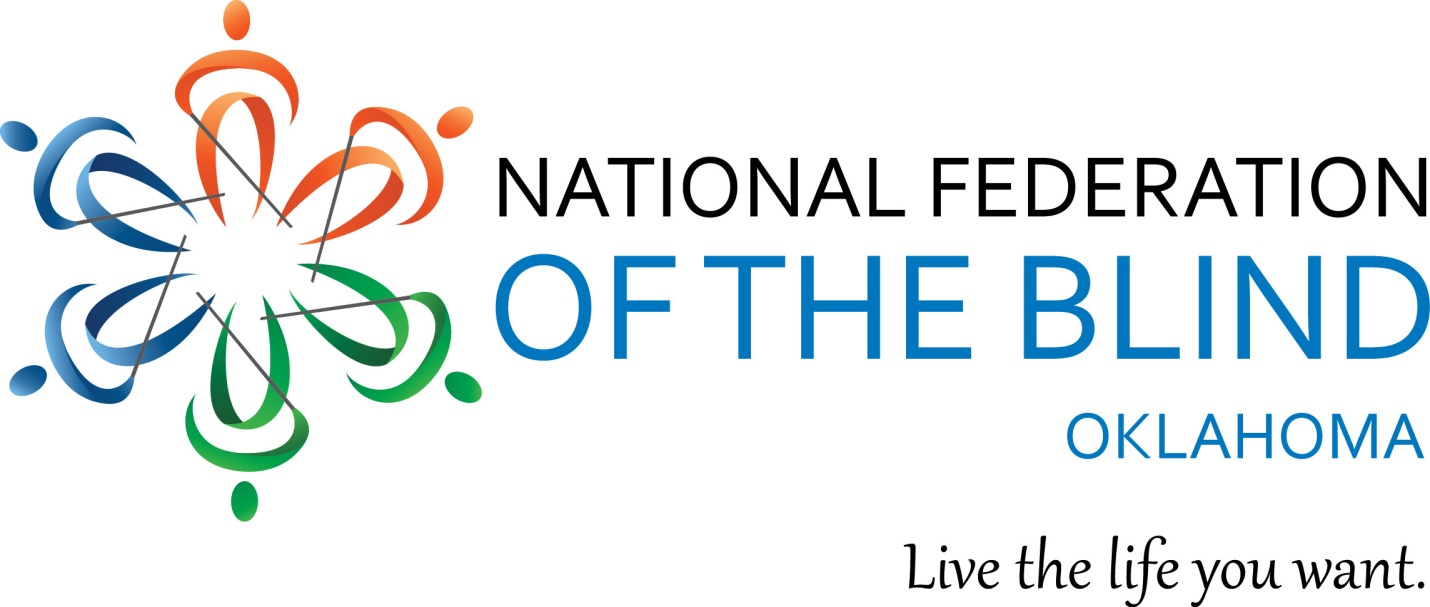 NATIONAL FEDERATION
OF THE BLIND
OKLAHOMA
Live the life you want.